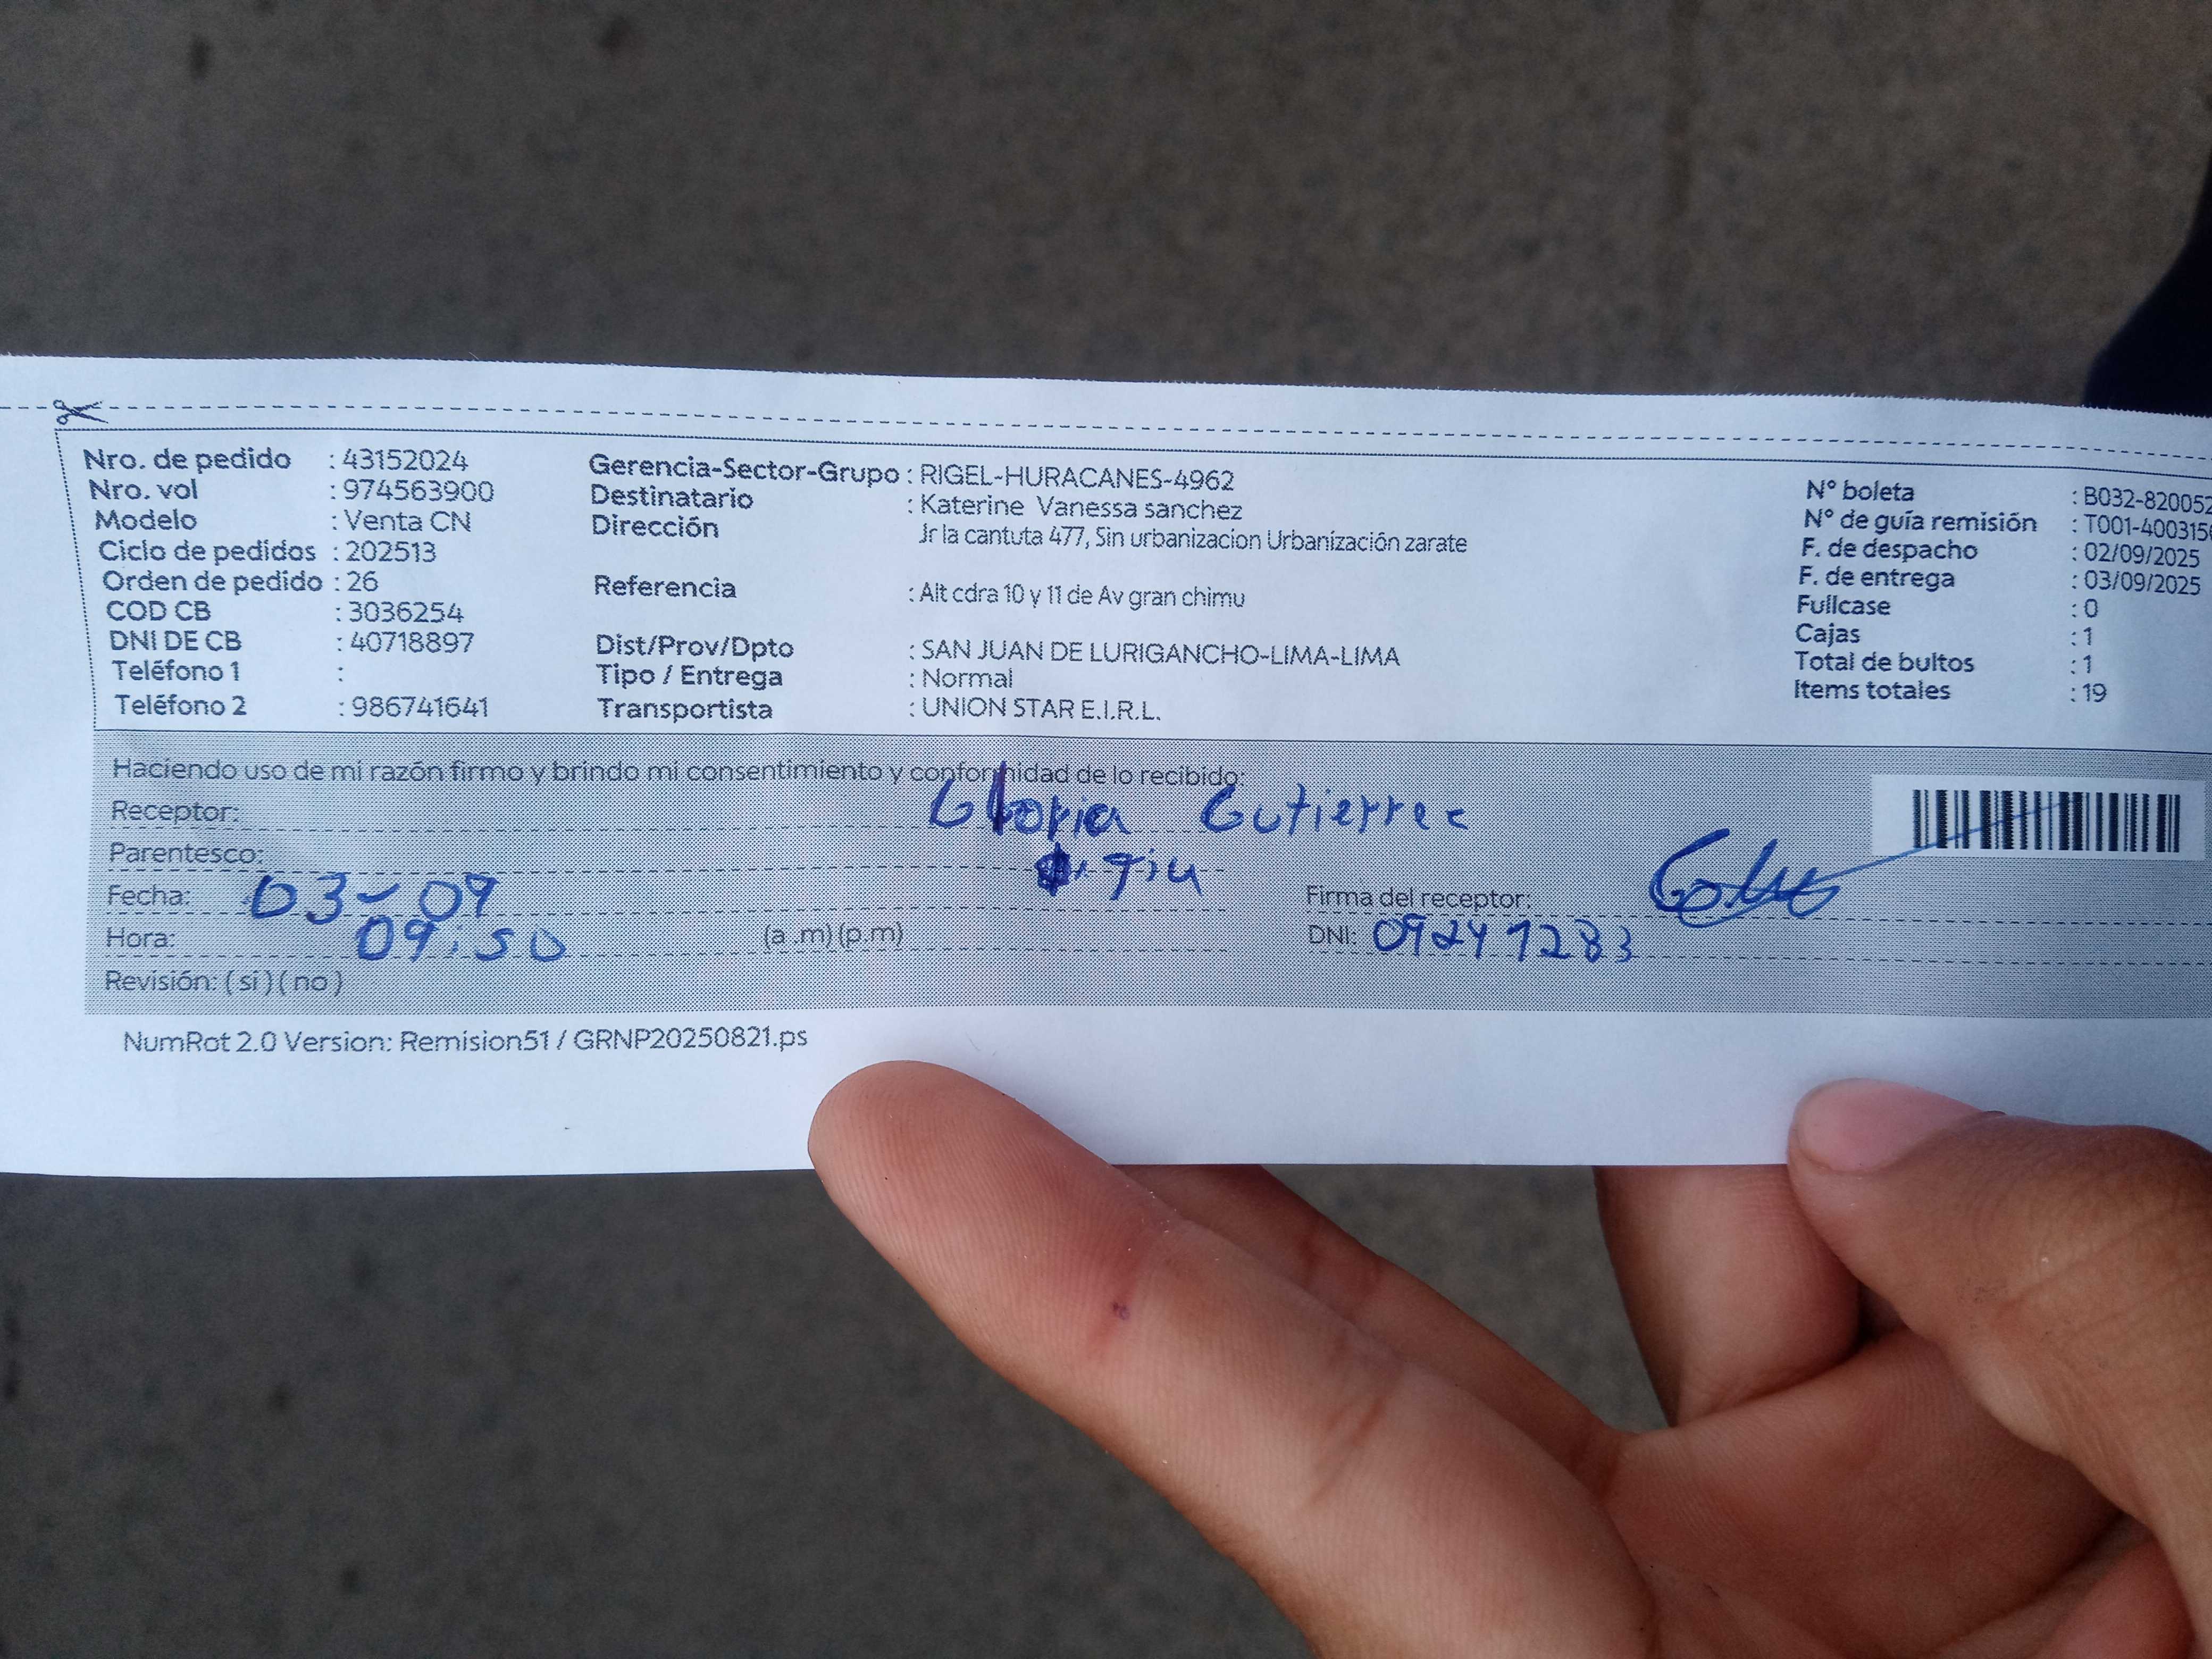 Nro. de pedido : 43152024
Nro. vol : 974563900
Modelo : Venta CN
Ciclo de pedidos : 202513
Orden de pedido : 26
COD CB : 3036254
DNI DE CB : 40718897
Teléfono 1 :
Teléfono 2 : 986741641
Gerencia-Sector-Grupo : RIGEL-HURACANES-4962
Destinatario : Katerine Vanessa sanchez
Dirección Jr la cantuta 477, Sin urbanizacion Urbanización zarate
Referencia : Alt cdra 10 y 11 de Av gran chimu
Dist/Prov/Dpto : SAN JUAN DE LURIGANCHO-LIMA-LIMA
Tipo / Entrega : Normal
Transportista : UNION STAR E.I.R.L.
N° boleta : B032-820052
N° de guía remisión : T001-400315
F. de despacho : 02/09/2025
F. de entrega : 03/09/2025
Fullcase : 0
Cajas : 1
Total de bultos : 1
Items totales : 19
Haciendo uso de mi razón firmo y brindo mi consentimiento y conformidad de lo recibido:
Receptor: Gloria Gutierrez
Parentesco: Tia
Fecha: 03-09
Hora: 09:50 (a .m) (p.m)
Revisión: ( si ) ( no )
Firma del receptor:
DNI: 09247283
NumRot 2.0 Version: Remision51 / GRNP20250821.ps